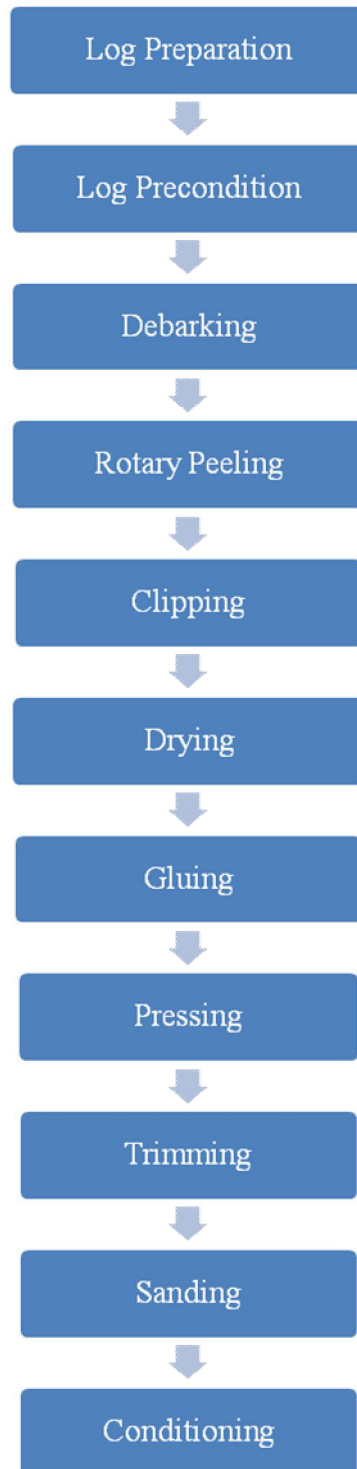 Log Preparation
Log Precondition
Debarking
Rotary Peeling
Clipping
Drying
Gluing
Pressing
Trimming
Sanding
Conditioning